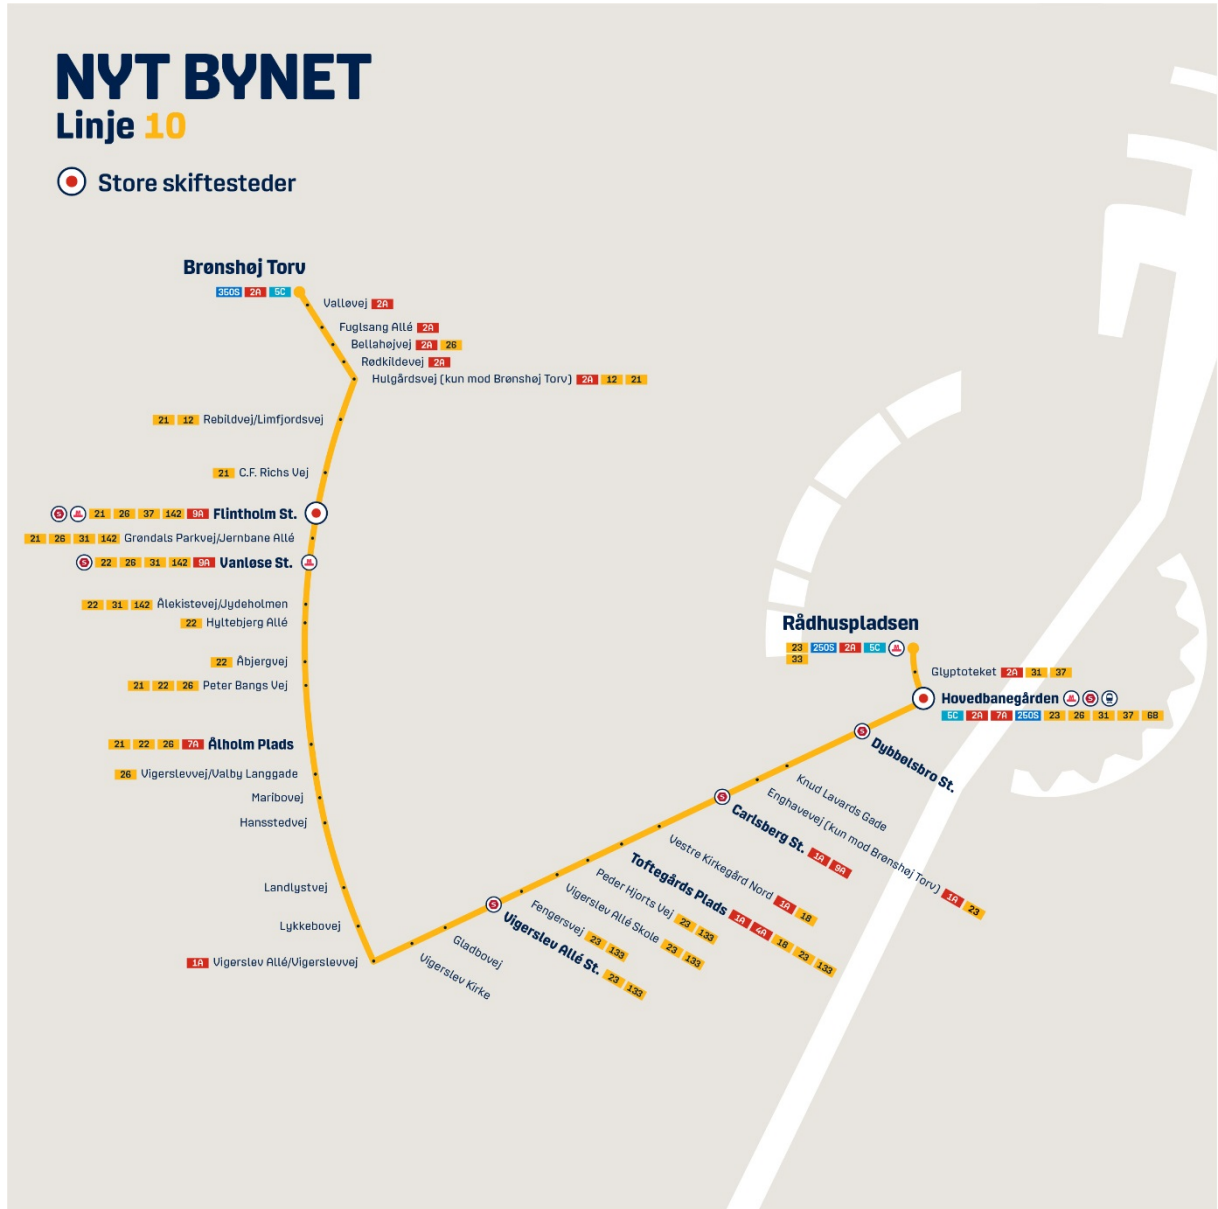 NYT BYNET
Linje 10
Store skiftesteder
Brønshøj Torv
350S 2A 5C
Valløvej 2A
Fuglsang Allé 2A
Bellahøjvej 2A 26
Rødkildevej 2A
Hulgårdsvej (kun mod Brønshøj Torv) 2A 12 21
21 12 Rebildvej/Limfjordsvej
21 C.F. Richs Vej
S M 21 26 37 142 9A Flintholm St.
21 26 31 142 Grøndals Parkvej/Jernbane Allé
S 22 26 31 142 9A Vanløse St. M
22 31 142 Ålekistevej/Jydeholmen
22 Hyltebjerg Allé
22 Åbjergvej
21 22 26 Peter Bangs Vej
21 22 26 7A Ålholm Plads
26 Vigerslevvej/Valby Langgade
Maribovej
Hansstedvej
Landlystvej
Lykkebovej
1A Vigerslev Allé/Vigerslevvej
Vigerslev Kirke
Gladbovej
S
Vigerslev Allé St. 23 133
Fengersvej 23 133
Vigerslev Allé Skole 23 133
Peder Hjorts Vej 23 133
Toftegårds Plads 1A 4A 18 23 133
Vestre Kirkegård Nord 1A 18
S
Carlsberg St. 1A
Enghavevej (kun mod Brønshøj Torv) 1A 23
Knud Lavards Gade
S
Dybbølsbro St.
Hovedbanegården M S
5C 2A 7A 250S 23 26 31 37 68
Glyptoteket 2A 31 37
Rådhuspladsen
23 250S 2A 5C M
33